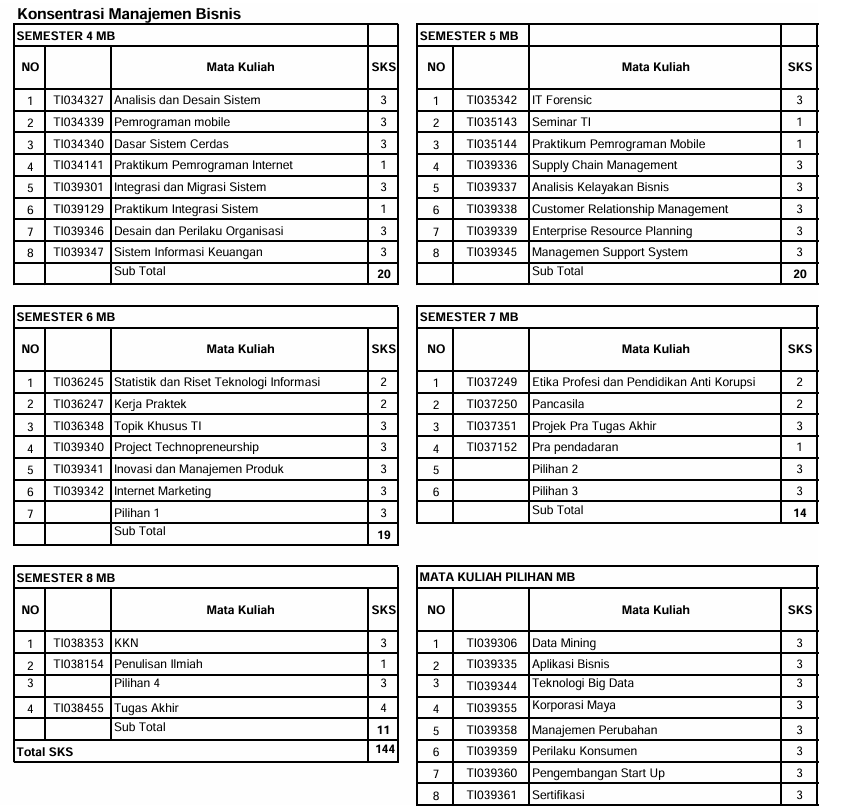 Konsentrasi Manajemen Bisnis
SEMESTER 4 MB
NO Mata Kuliah SKS
1 TI034327 Analisis dan Desain Sistem 3
2 TI034339 Pemrograman mobile 3
3 TI034340 Dasar Sistem Cerdas 3
4 TI034141 Praktikum Pemrograman Internet 1
5 TI039301 Integrasi dan Migrasi Sistem 3
6 TI039129 Praktikum Integrasi Sistem 1
7 TI039346 Desain dan Perilaku Organisasi 3
8 TI039347 Sistem Informasi Keuangan 3
Sub Total 20
SEMESTER 5 MB
NO Mata Kuliah SKS
1 TI035342 IT Forensic 3
2 TI035143 Seminar TI 1
3 TI035144 Praktikum Pemrograman Mobile 1
4 TI039336 Supply Chain Management 3
5 TI039337 Analisis Kelayakan Bisnis 3
6 TI039338 Customer Relationship Management 3
7 TI039339 Enterprise Resource Planning 3
8 TI039345 Managemen Support System 3
Sub Total 20
SEMESTER 6 MB
NO Mata Kuliah SKS
1 TI036245 Statistik dan Riset Teknologi Informasi 2
2 TI036247 Kerja Praktek 2
3 TI036348 Topik Khusus TI 3
4 TI039340 Project Technopreneurship 3
5 TI039341 Inovasi dan Manajemen Produk 3
6 TI039342 Internet Marketing 3
7 Pilihan 1 3
Sub Total 19
SEMESTER 7 MB
NO Mata Kuliah SKS
1 TI037249 Etika Profesi dan Pendidikan Anti Korupsi 2
2 TI037250 Pancasila 2
3 TI037351 Projek Pra Tugas Akhir 3
4 TI037152 Pra pendadaran 1
5 Pilihan 2 3
6 Pilihan 3 3
Sub Total 14
SEMESTER 8 MB
NO Mata Kuliah SKS
1 TI038353 KKN 3
2 TI038154 Penulisan Ilmiah 1
3 Pilihan 4 3
4 TI038455 Tugas Akhir 4
Sub Total 11
Total SKS 144
MATA KULIAH PILIHAN MB
NO Mata Kuliah SKS
1 TI039306 Data Mining 3
2 TI039335 Aplikasi Bisnis 3
3 TI039344 Teknologi Big Data 3
4 TI039355 Korporasi Maya 3
5 TI039358 Manajemen Perubahan 3
6 TI039359 Perilaku Konsumen 3
7 TI039360 Pengembangan Start Up 3
8 TI039361 Sertifikasi 3